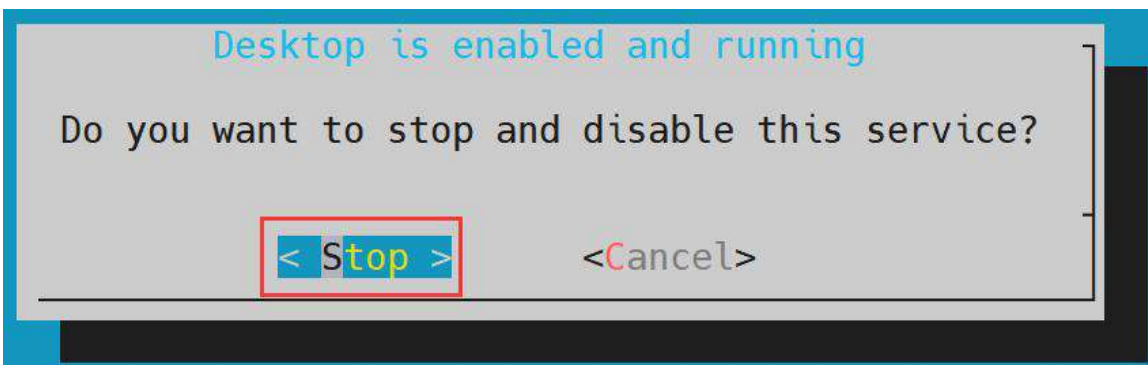 Desktop is enabled and running
Do you want to stop and disable this service?
< Stop > <Cancel>